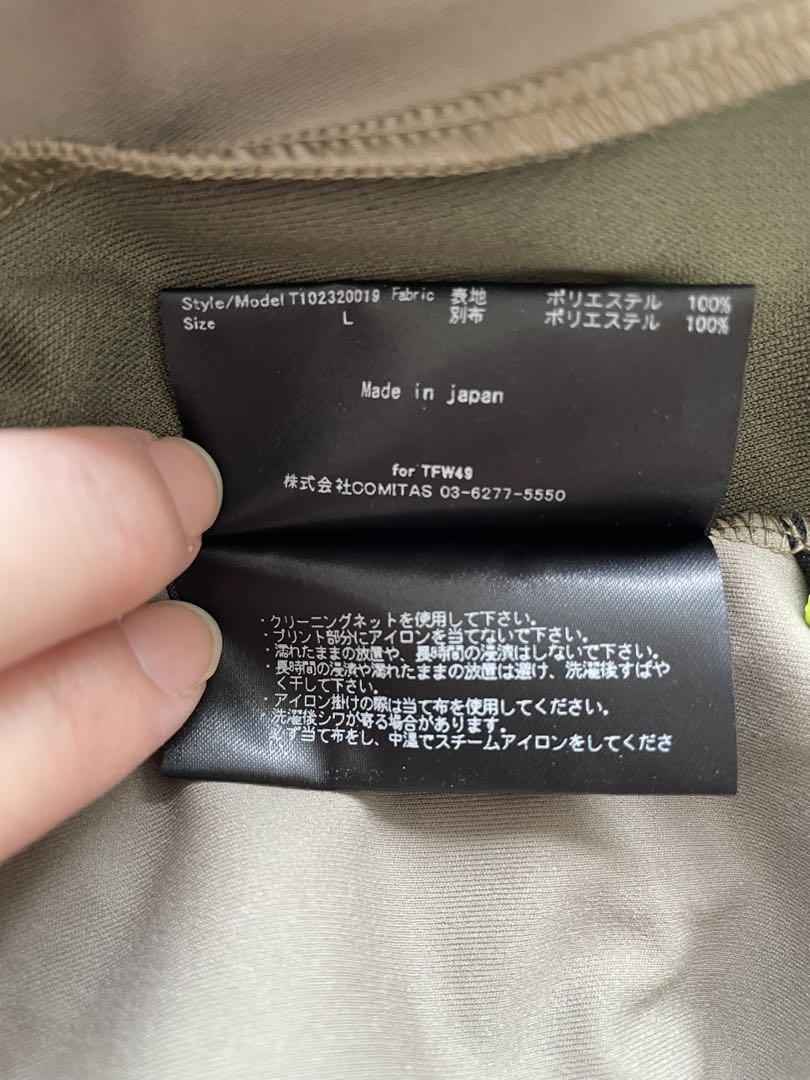 Style/Model T102320019 Fabric 表地 ポリエステル 100%
Size L 別布 ポリエステル 100%
Made in japan
for TFW49
株式会社COMITAS 03-6277-5550
・クリーニングネットを使用して下さい。
・プリント部分にアイロンを当てないで下さい。
・濡れたままの放置や、長時間の浸漬はしないで下さい。
・長時間の浸漬や濡れたままの放置は避け、洗濯後すばや
く干して下さい。
・アイロン掛けの際は当て布を使用してください。
・洗濯後シワが寄る場合があります。
必ず当て布をし、中温でスチームアイロンをしてくださ